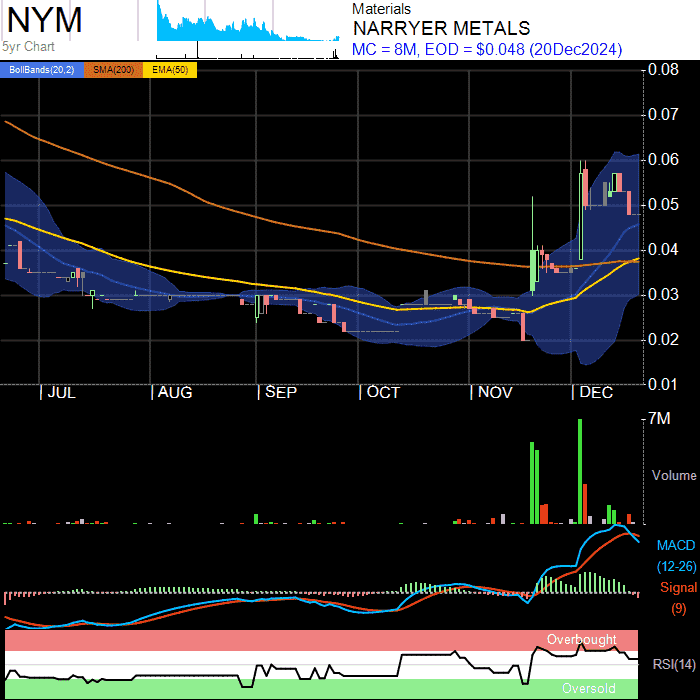 NYM
5yr Chart
Materials
NARRYER METALS
MC = 8M, EOD = $0.048 (20Dec2024)
BollBands(20,2) SMA(200) EMA(50)
0.08
0.07
0.06
0.05
0.04
0.03
0.02
0.01
JUL AUG SEP OCT NOV DEC
7M
Volume
MACD
(12-26)
Signal
(9)
Overbought
RSI(14)
Oversold